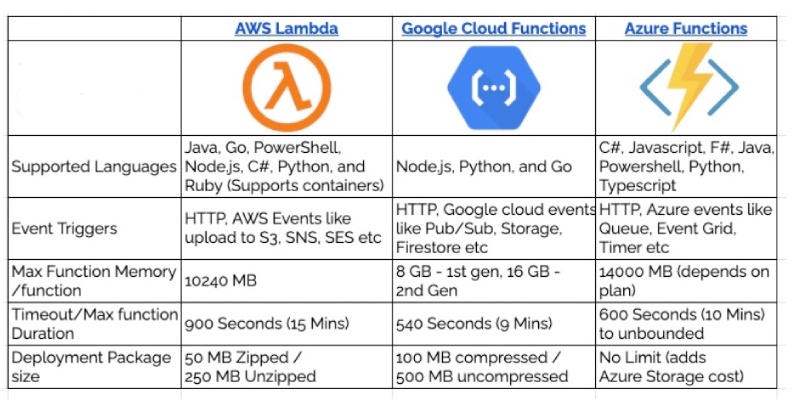 AWS Lambda
Google Cloud Functions
Azure Functions
Supported Languages
Java, Go, PowerShell,
Node.js, C#, Python, and
Ruby (Supports containers)
Node.js, Python, and Go
C#, Javascript, F#, Java,
Powershell, Python,
Typescript
Event Triggers
HTTP, AWS Events like
upload to S3, SNS, SES etc
HTTP, Google cloud events
like Pub/Sub, Storage,
Firestore etc
HTTP, Azure events like
Queue, Event Grid,
Timer etc
Max Function Memory
/function
10240 MB
8 GB - 1st gen, 16 GB -
2nd Gen
14000 MB (depends on
plan)
Timeout/Max function
Duration
900 Seconds (15 Mins)
540 Seconds (9 Mins)
600 Seconds (10 Mins)
to unbounded
Deployment Package
size
50 MB Zipped /
250 MB Unzipped
100 MB compressed /
500 MB uncompressed
No Limit (adds
Azure Storage cost)